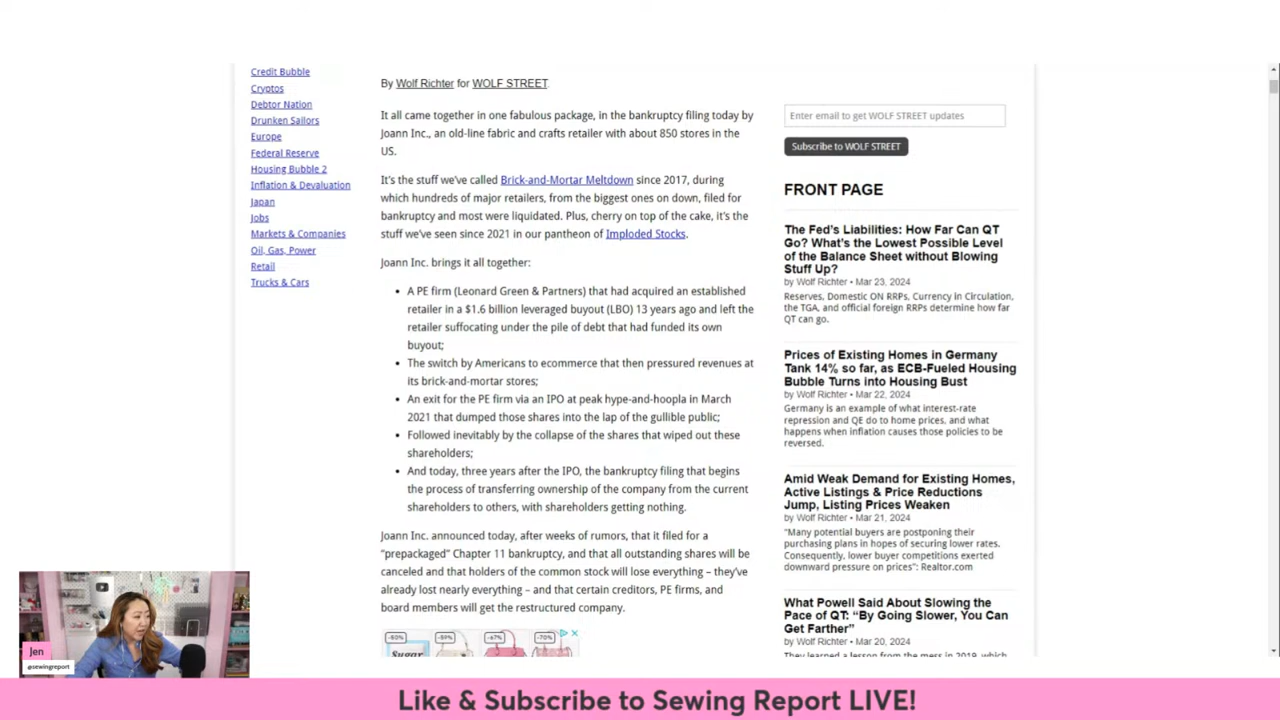 Credit Bubble
Cryptos
Debtor Nation
Drunken Sailors
Europe
Federal Reserve
Housing Bubble 2
Inflation & Devaluation
Japan
Jobs
Markets & Companies
Oil, Gas, Power
Retail
Trucks & Cars
By Wolf Richter for WOLF STREET.
It all came together in one fabulous package, in the bankruptcy filing today by
Joann Inc., an old-line fabric and crafts retailer with about 850 stores in the
US.
It's the stuff we've called Brick-and-Mortar Meltdown since 2017, during
which hundreds of major retailers, from the biggest ones on down, filed for
bankruptcy and most were liquidated. Plus, cherry on top of the cake, it's the
stuff we've seen since 2021 in our pantheon of Imploded Stocks.
Joann Inc. brings it all together:
• A PE firm (Leonard Green & Partners) that had acquired an established
retailer in a $1.6 billion leveraged buyout (LBO) 13 years ago and left the
retailer suffocating under the pile of debt that had funded its own
buyout;
• The switch by Americans to ecommerce that then pressured revenues at
its brick-and-mortar stores;
• An exit for the PE firm via an IPO at peak hype-and-hoopla in March
2021 that dumped those shares into the lap of the gullible public;
• Followed inevitably by the collapse of the shares that wiped out these
shareholders;
• And today, three years after the IPO, the bankruptcy filing that begins
the process of transferring ownership of the company from the current
shareholders to others, with shareholders getting nothing.
Joann Inc. announced today, after weeks of rumors, that it filed for a
“prepackaged” Chapter 11 bankruptcy, and that all outstanding shares will be
canceled and that holders of the common stock will lose everything – they've
already lost nearly everything – and that certain creditors, PE firms, and
board members will get the restructured company.
-50%
-59%
-67%
-70%
Sugar
Enter email to get WOLF STREET updates
Subscribe to WOLF STREET
FRONT PAGE
The Fed's Liabilities: How Far Can QT
Go? What's the Lowest Possible Level
of the Balance Sheet without Blowing
Stuff Up?
by Wolf Richter • Mar 23, 2024
Reserves, Domestic ON RRPs, Currency in Circulation,
the TGA, and official foreign RRPs determine how far
QT can go.
Prices of Existing Homes in Germany
Tank 14% so far, as ECB-Fueled Housing
Bubble Turns into Housing Bust
by Wolf Richter • Mar 22, 2024
Germany is an example of what interest-rate
repression and QE do to home prices, and what
happens when inflation causes those policies to be
reversed.
Amid Weak Demand for Existing Homes,
Active Listings & Price Reductions
Jump, Listing Prices Weaken
by Wolf Richter • Mar 21, 2024
“Many potential buyers are postponing their
purchasing plans in hopes of securing lower rates.
Consequently, lower buyer competitions exerted
downward pressure on prices”: Realtor.com
What Powell Said About Slowing the
Pace of QT: “By Going Slower, You Can
Get Farther”
by Wolf Richter • Mar 20, 2024
They learned a lesson from the mess in 2019, which
Jen
@sewingreport
Like & Subscribe to Sewing Report LIVE!